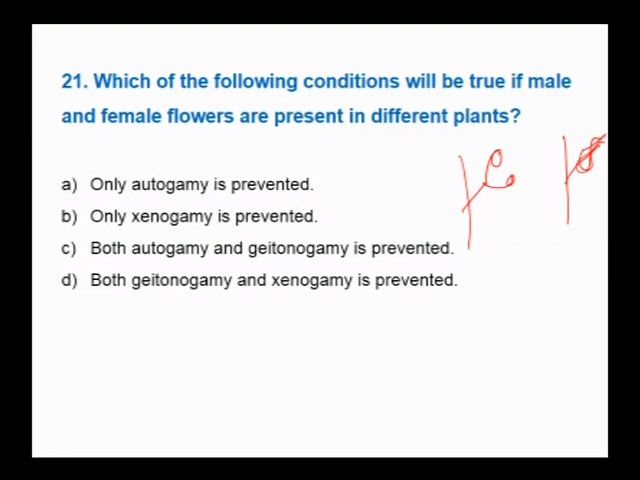 21. Which of the following conditions will be true if male
and female flowers are present in different plants?
a) Only autogamy is prevented.
b) Only xenogamy is prevented.
c) Both autogamy and geitonogamy is prevented.
d) Both geitonogamy and xenogamy is prevented.